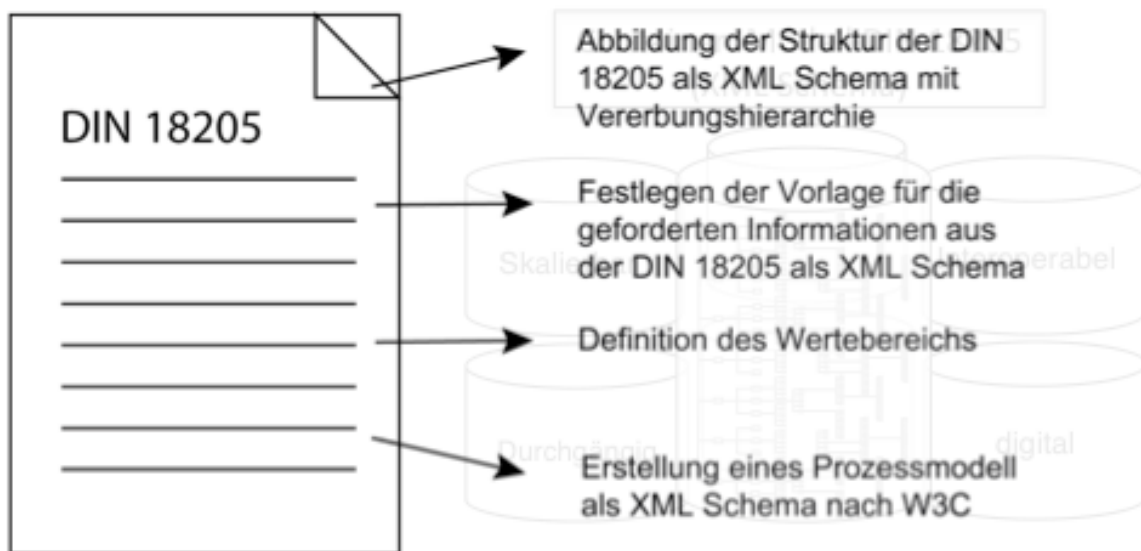 DIN 18205
Abbildung der Struktur der DIN
18205 als XML Schema mit
Vererbungshierarchie
Festlegen der Vorlage für die
geforderten Informationen aus
der DIN 18205 als XML Schema
Definition des Wertebereichs
Erstellung eines Prozessmodell
als XML Schema nach W3C
Durchgängig
digital